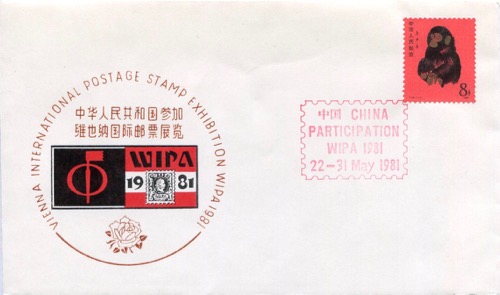 VIENNA INTERNATIONAL POSTAGE STAMP EXHIBITION WIPA 1981
中华人民共和国参加
维也纳国际邮票展览
WIPA
1981
8分
中国 CHINA
PARTICIPATION
WIPA 1981
22-31 May 1981